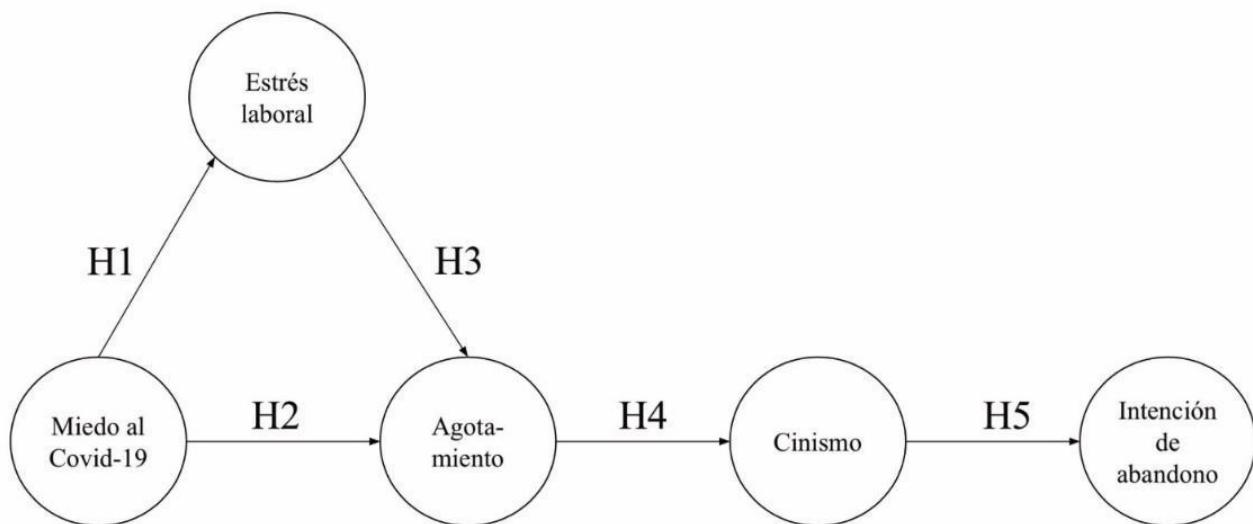 Estrés
laboral
H1
H3
Miedo al
Covid-19
H2
Agota-
miento
H4
Cinismo
H5
Intención
de
abandono